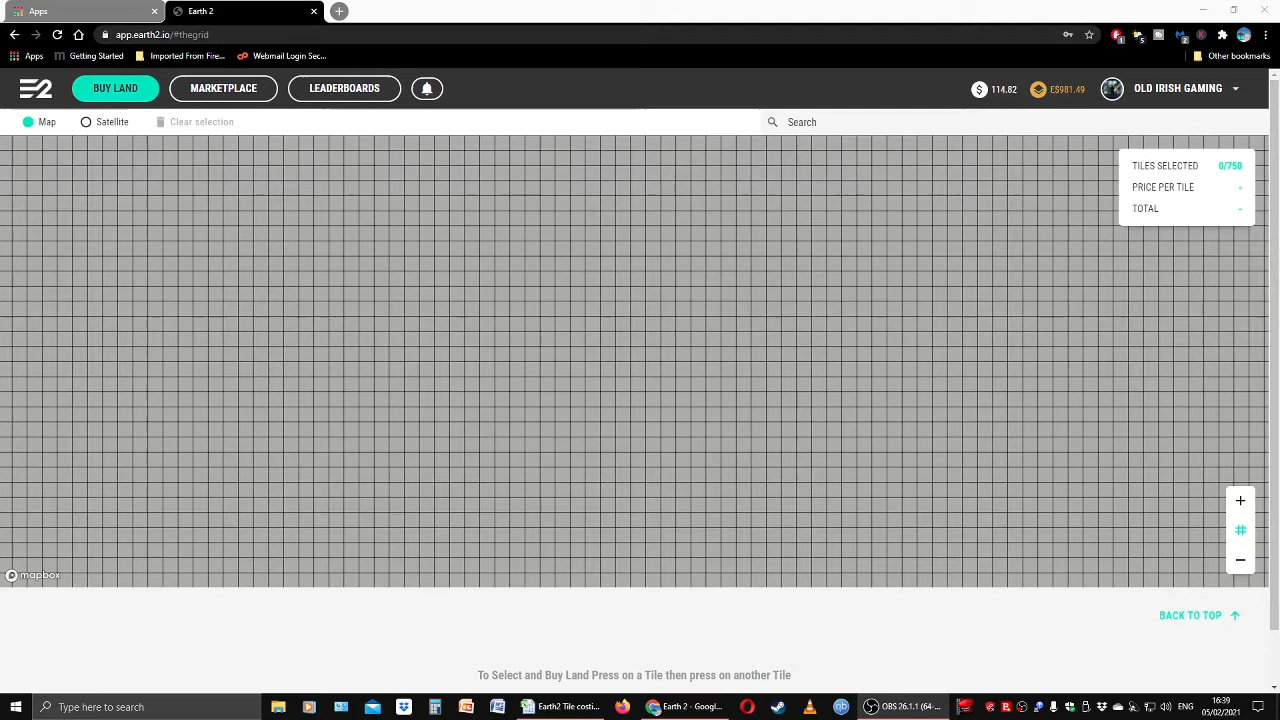 Apps
Earth 2
app.earth2.io/#thegrid
Apps
Getting Started
Imported From Fire...
Webmail Login Sec...
Other bookmarks
BUY LAND
MARKETPLACE
LEADERBOARDS
114.82
E$981.49
OLD IRISH GAMING
Map
Satellite
Clear selection
Search
TILES SELECTED 0/750
PRICE PER TILE -
TOTAL -
mapbox
BACK TO TOP
To Select and Buy Land Press on a Tile then press on another Tile
Type here to search
Earth2 Tile costi...
Earth 2 - Googl...
OBS 26.1.1 (64-...
ENG
16:39
05/02/2021